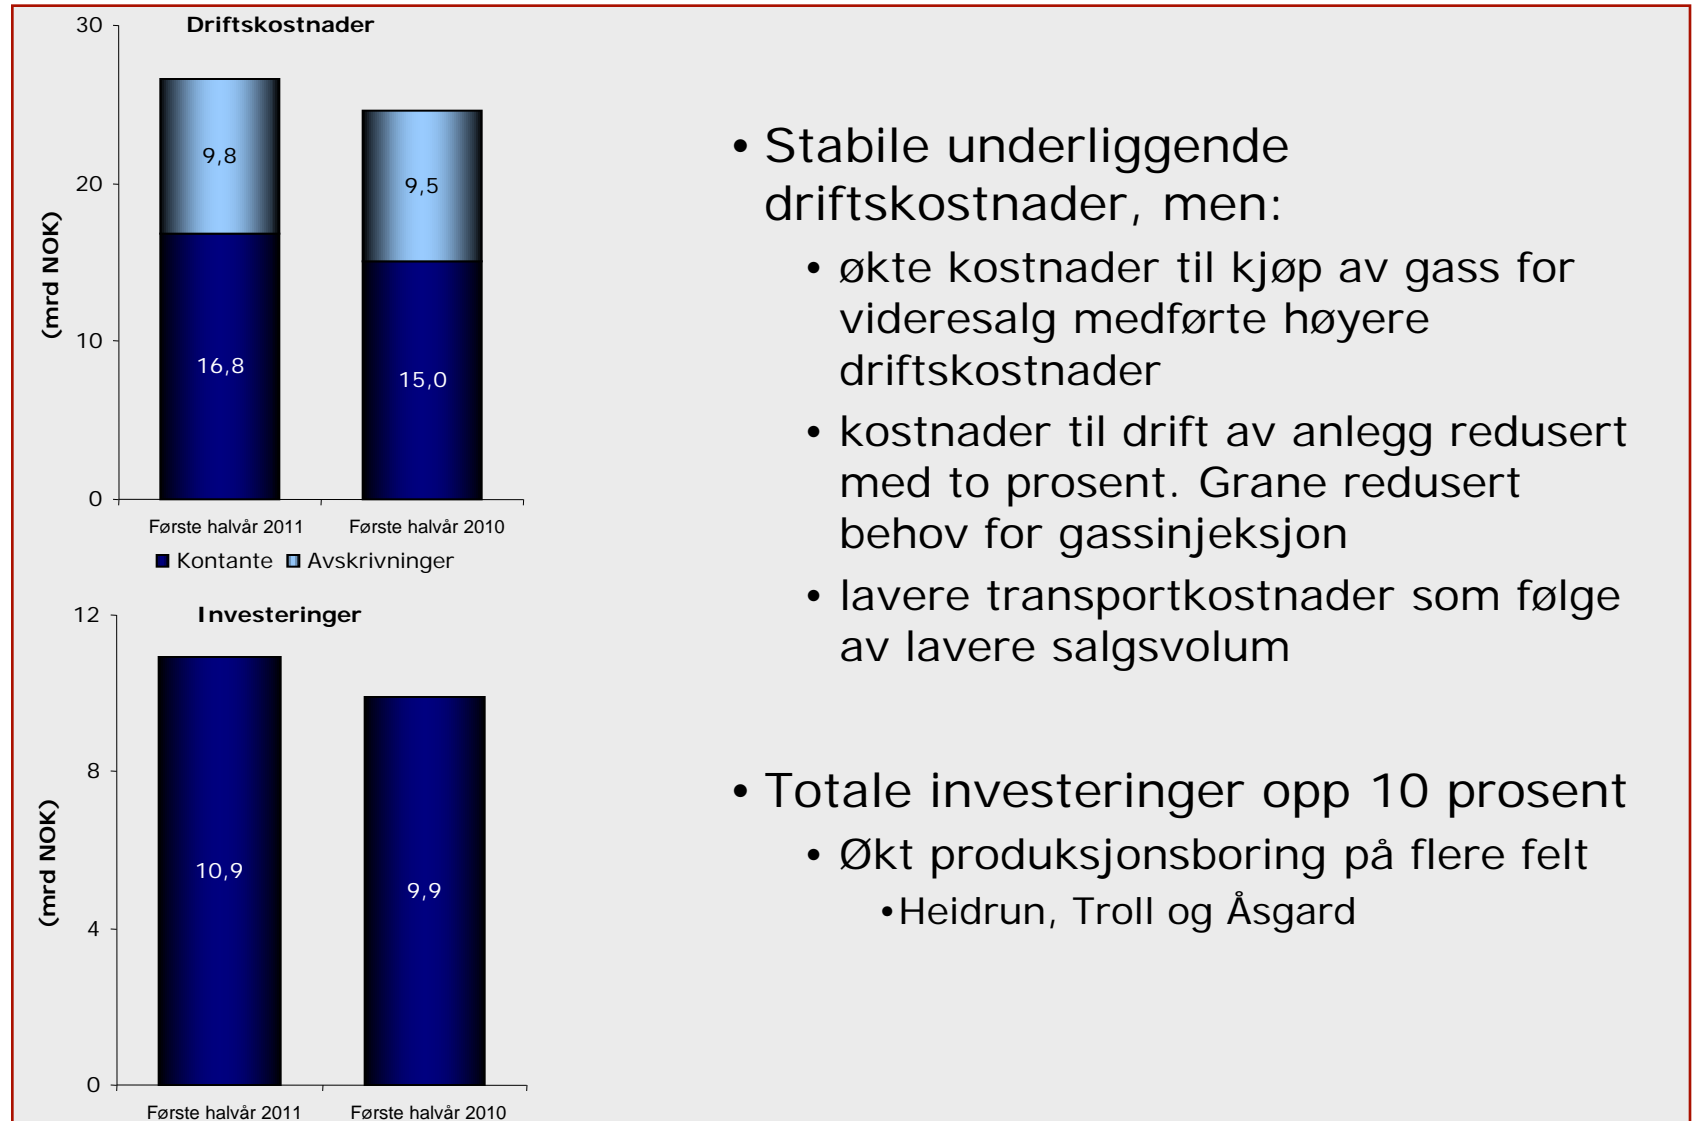 Driftskostnader
(mrd NOK)
30
20
10
0
9,8
9,5
16,8
15,0
Første halvår 2011
Første halvår 2010
Kontante
Avskrivninger
Investeringer
(mrd NOK)
12
8
4
0
10,9
9,9
Første halvår 2011
Første halvår 2010
• Stabile underliggende
driftskostnader, men:
• økte kostnader til kjøp av gass for
videresalg medførte høyere
driftskostnader
• kostnader til drift av anlegg redusert
med to prosent. Grane redusert
behov for gassinjeksjon
• lavere transportkostnader som følge
av lavere salgsvolum
• Totale investeringer opp 10 prosent
• Økt produksjonsboring på flere felt
•Heidrun, Troll og Åsgard